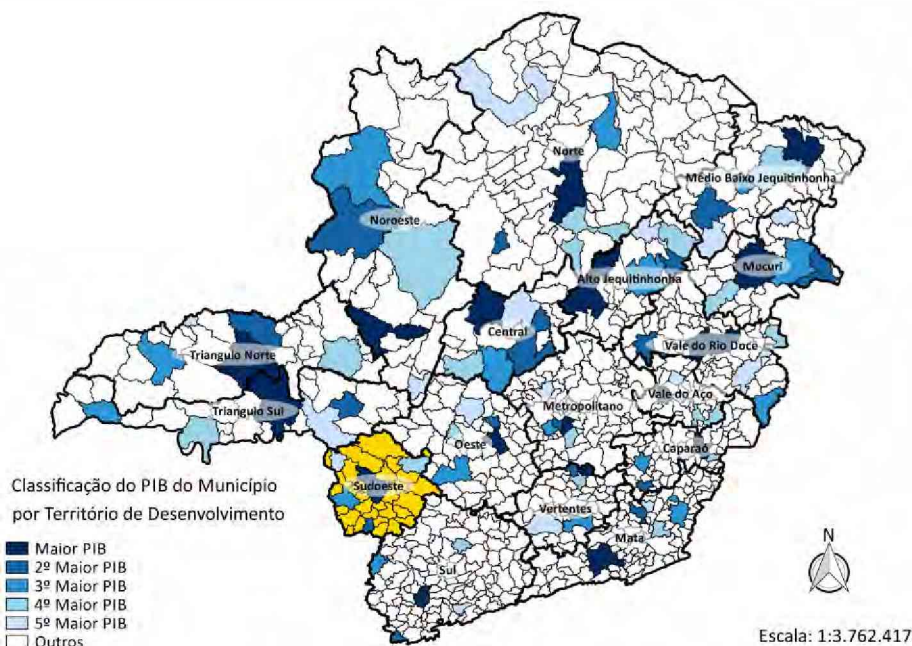 Norte
Médio Baixo Jequitinhonha
Noroeste
Mucuri
Alto Jequitinhonha
Central
Vale do Rio Doce
Triangulo Norte
Vale do Aço
Metropolitano
Triangulo Sul
Oeste
Caparaó
Sudoeste
Vertentes
Mata
Sul
Classificação do PIB do Município
por Território de Desenvolvimento
Maior PIB
2º Maior PIB
3º Maior PIB
4º Maior PIB
5º Maior PIB
Outros
N
Escala: 1:3.762.417